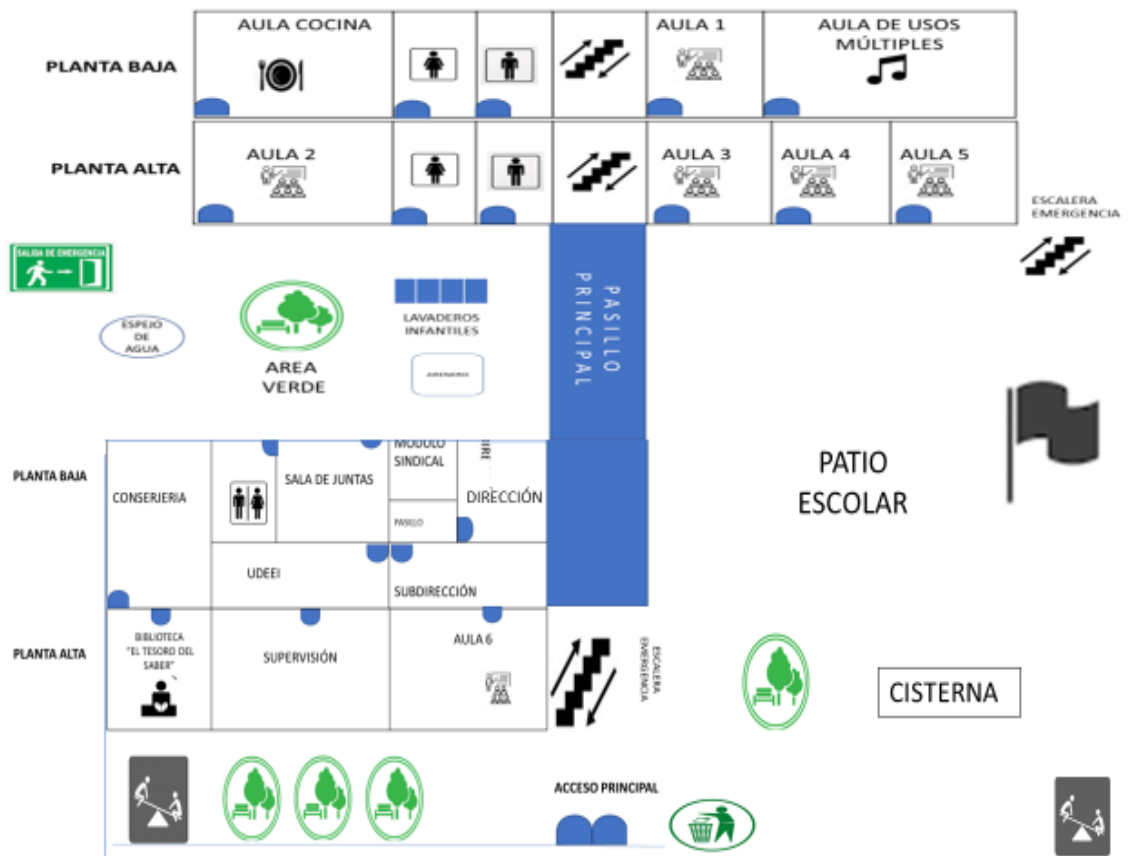 AULA COCINA
AULA 1
AULA DE USOS
MÚLTIPLES
PLANTA BAJA
PLANTA ALTA
AULA 2
AULA 3
AULA 4
AULA 5
ESCALERA
EMERGENCIA
SALIDA DE EMERGENCIA
ESPEJO
DE
AGUA
AREA
VERDE
LAVADEROS
INFANTILES
ARENERO
PASILLO
PRINCIPAL
PLANTA BAJA
CONSERJERIA
SALA DE JUNTAS
MODULO
SINDICAL
PASILLO
DIRECCIÓN
UDEEI
SUBDIRECCIÓN
PATIO
ESCOLAR
PLANTA ALTA
BIBLIOTECA
"EL TESORO DEL
SABER"
SUPERVISIÓN
AULA 6
ESCALERA
EMERGENCIA
CISTERNA
ACCESO PRINCIPAL